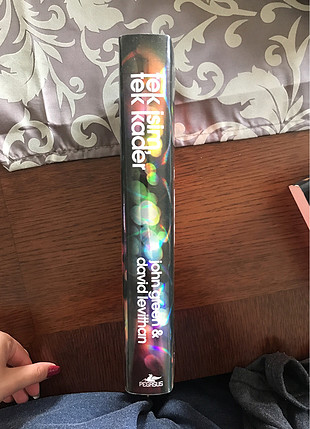 tek isim
tek kader
john green &
david levithan
PEGASUS